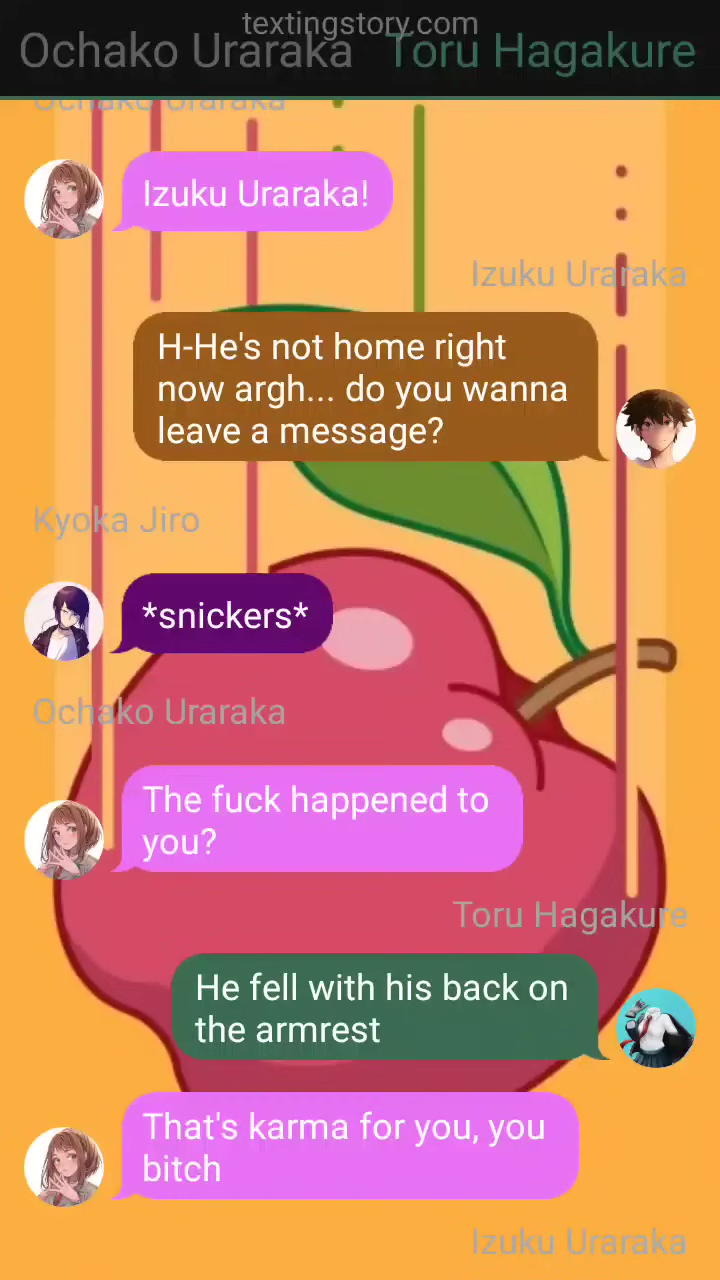 textingstory.com
Ochako Uraraka Toru Hagakure
Ochako Uraraka
Izuku Uraraka!
Izuku Uraraka
H-He's not home right
now argh... do you wanna
leave a message?
Kyoka Jiro
*snickers*
Ochako Uraraka
The fuck happened to
you?
Toru Hagakure
He fell with his back on
the armrest
That's karma for you, you
bitch
Izuku Uraraka